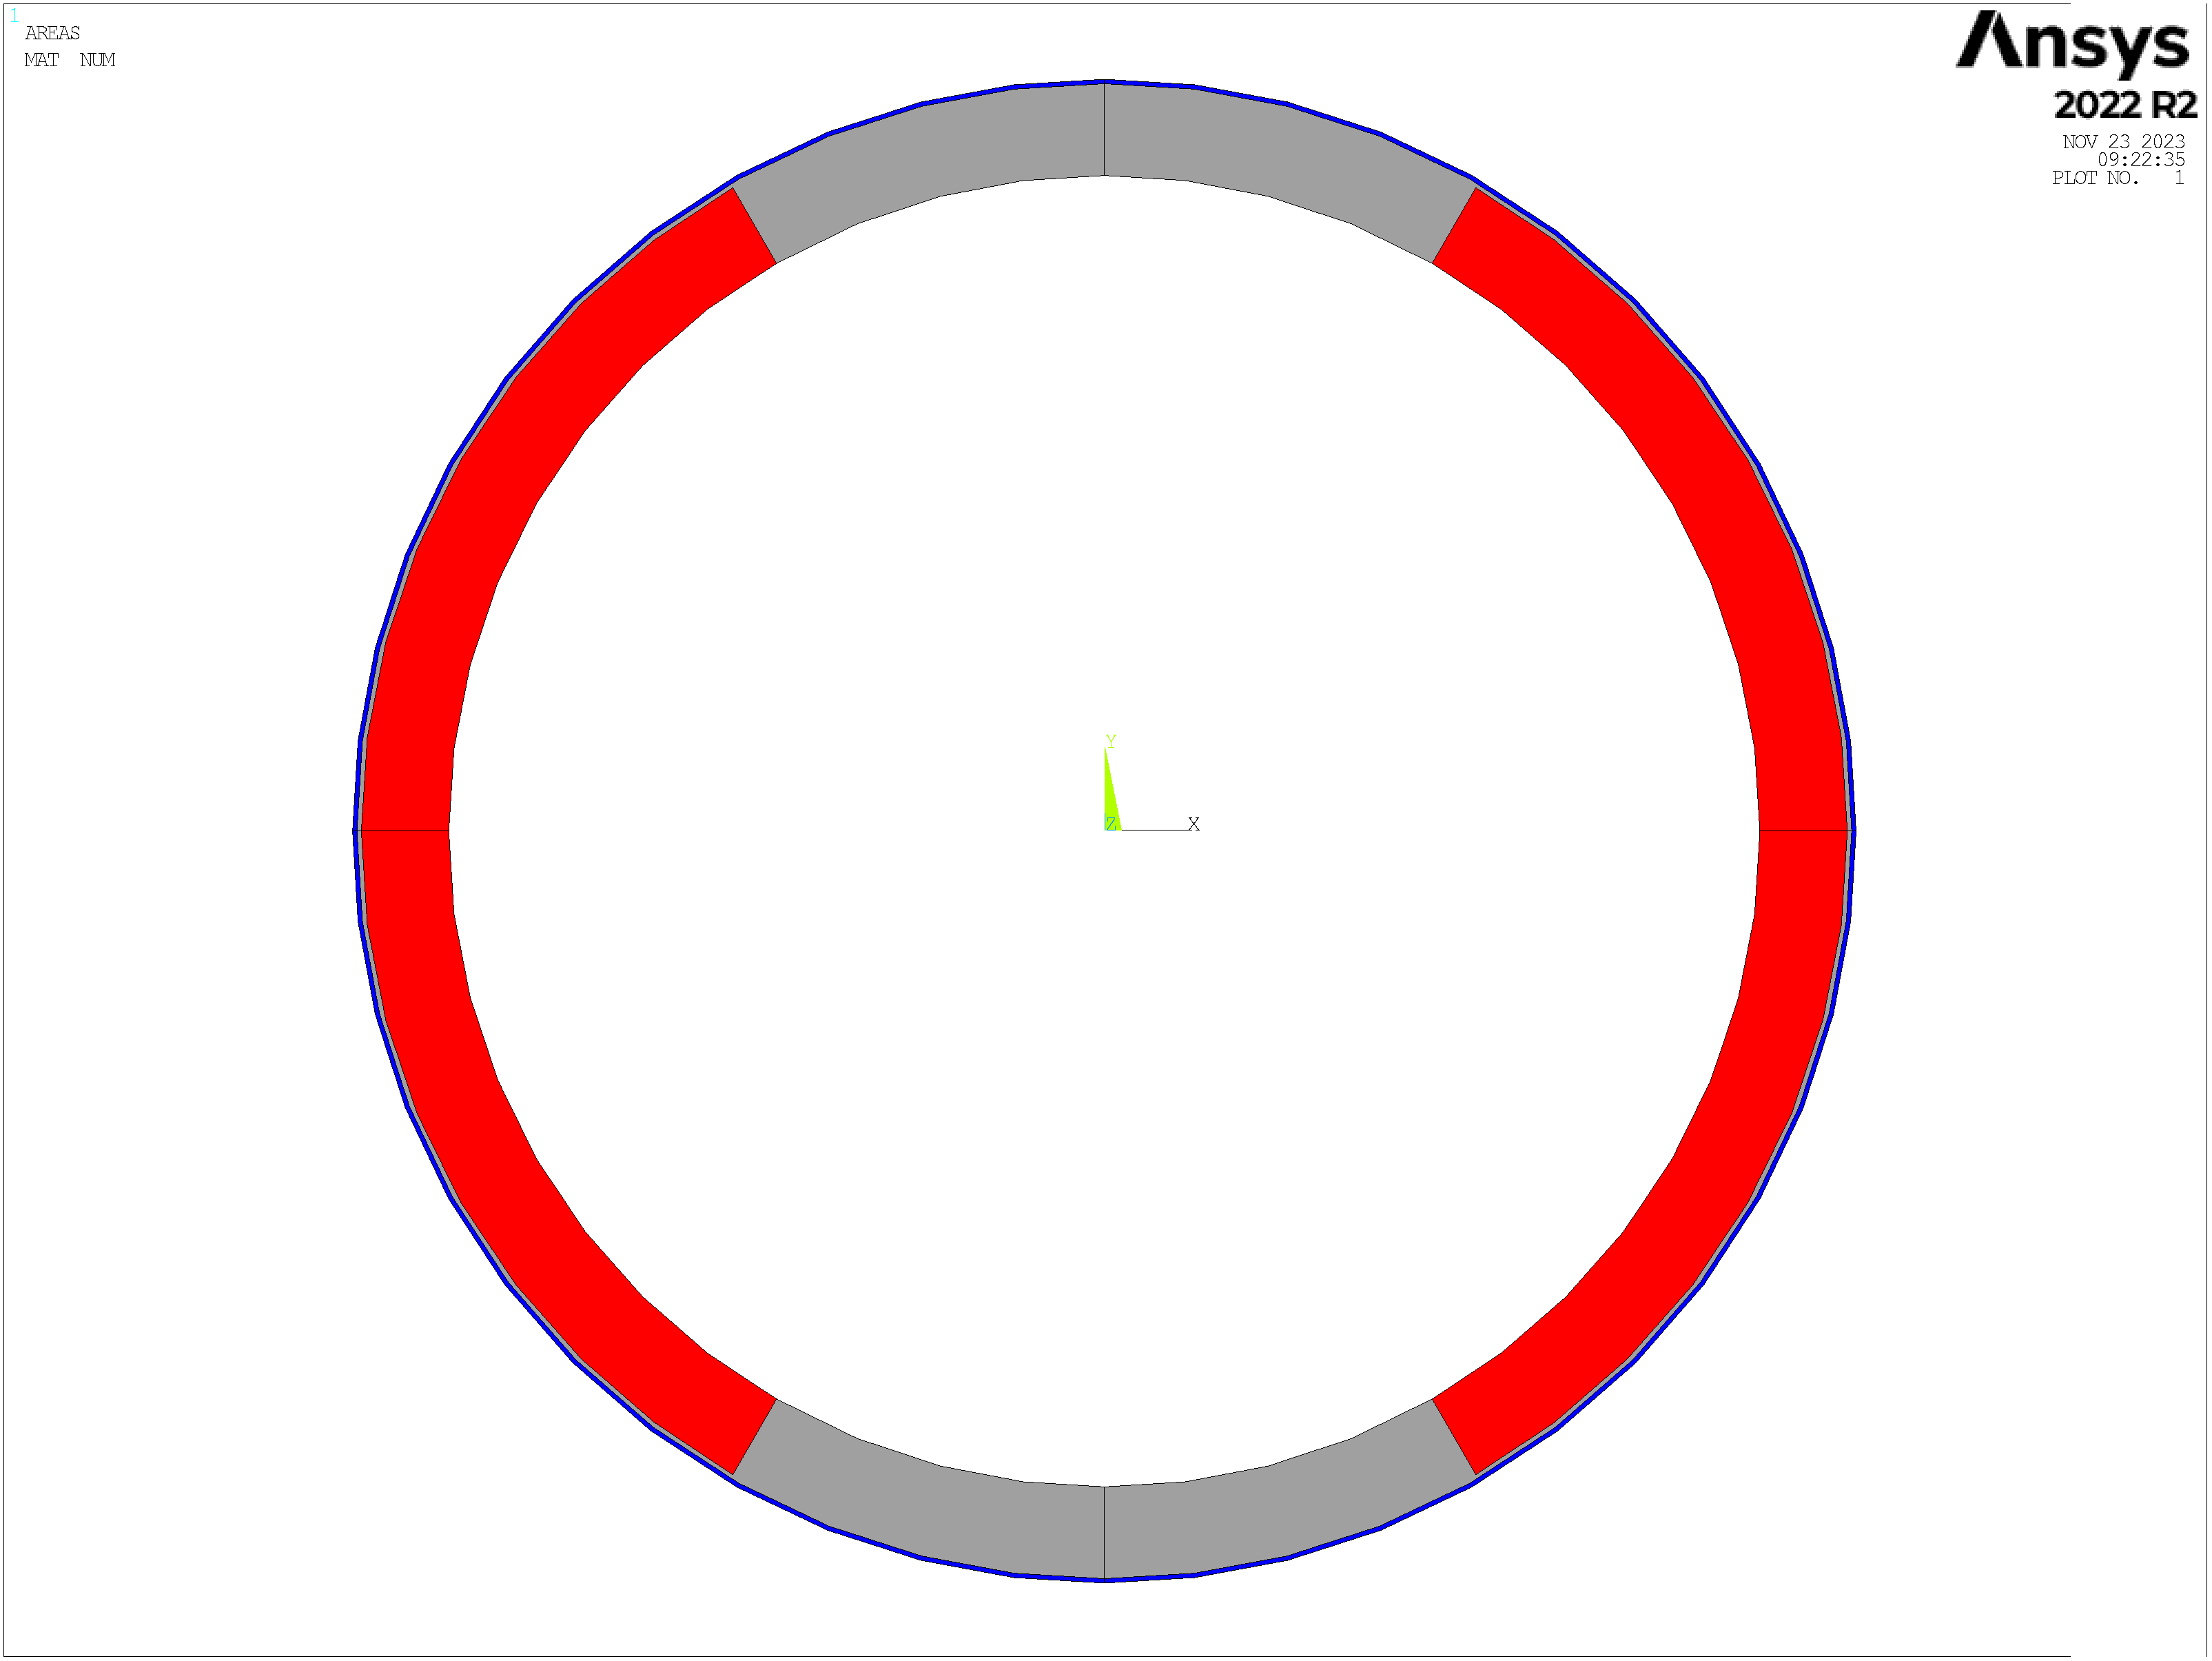 1
AREAS
MAT NUM
Ansys
2022 R2
NOV 23 2023
09:22:35
PLOT NO. 1
Y
Z
X